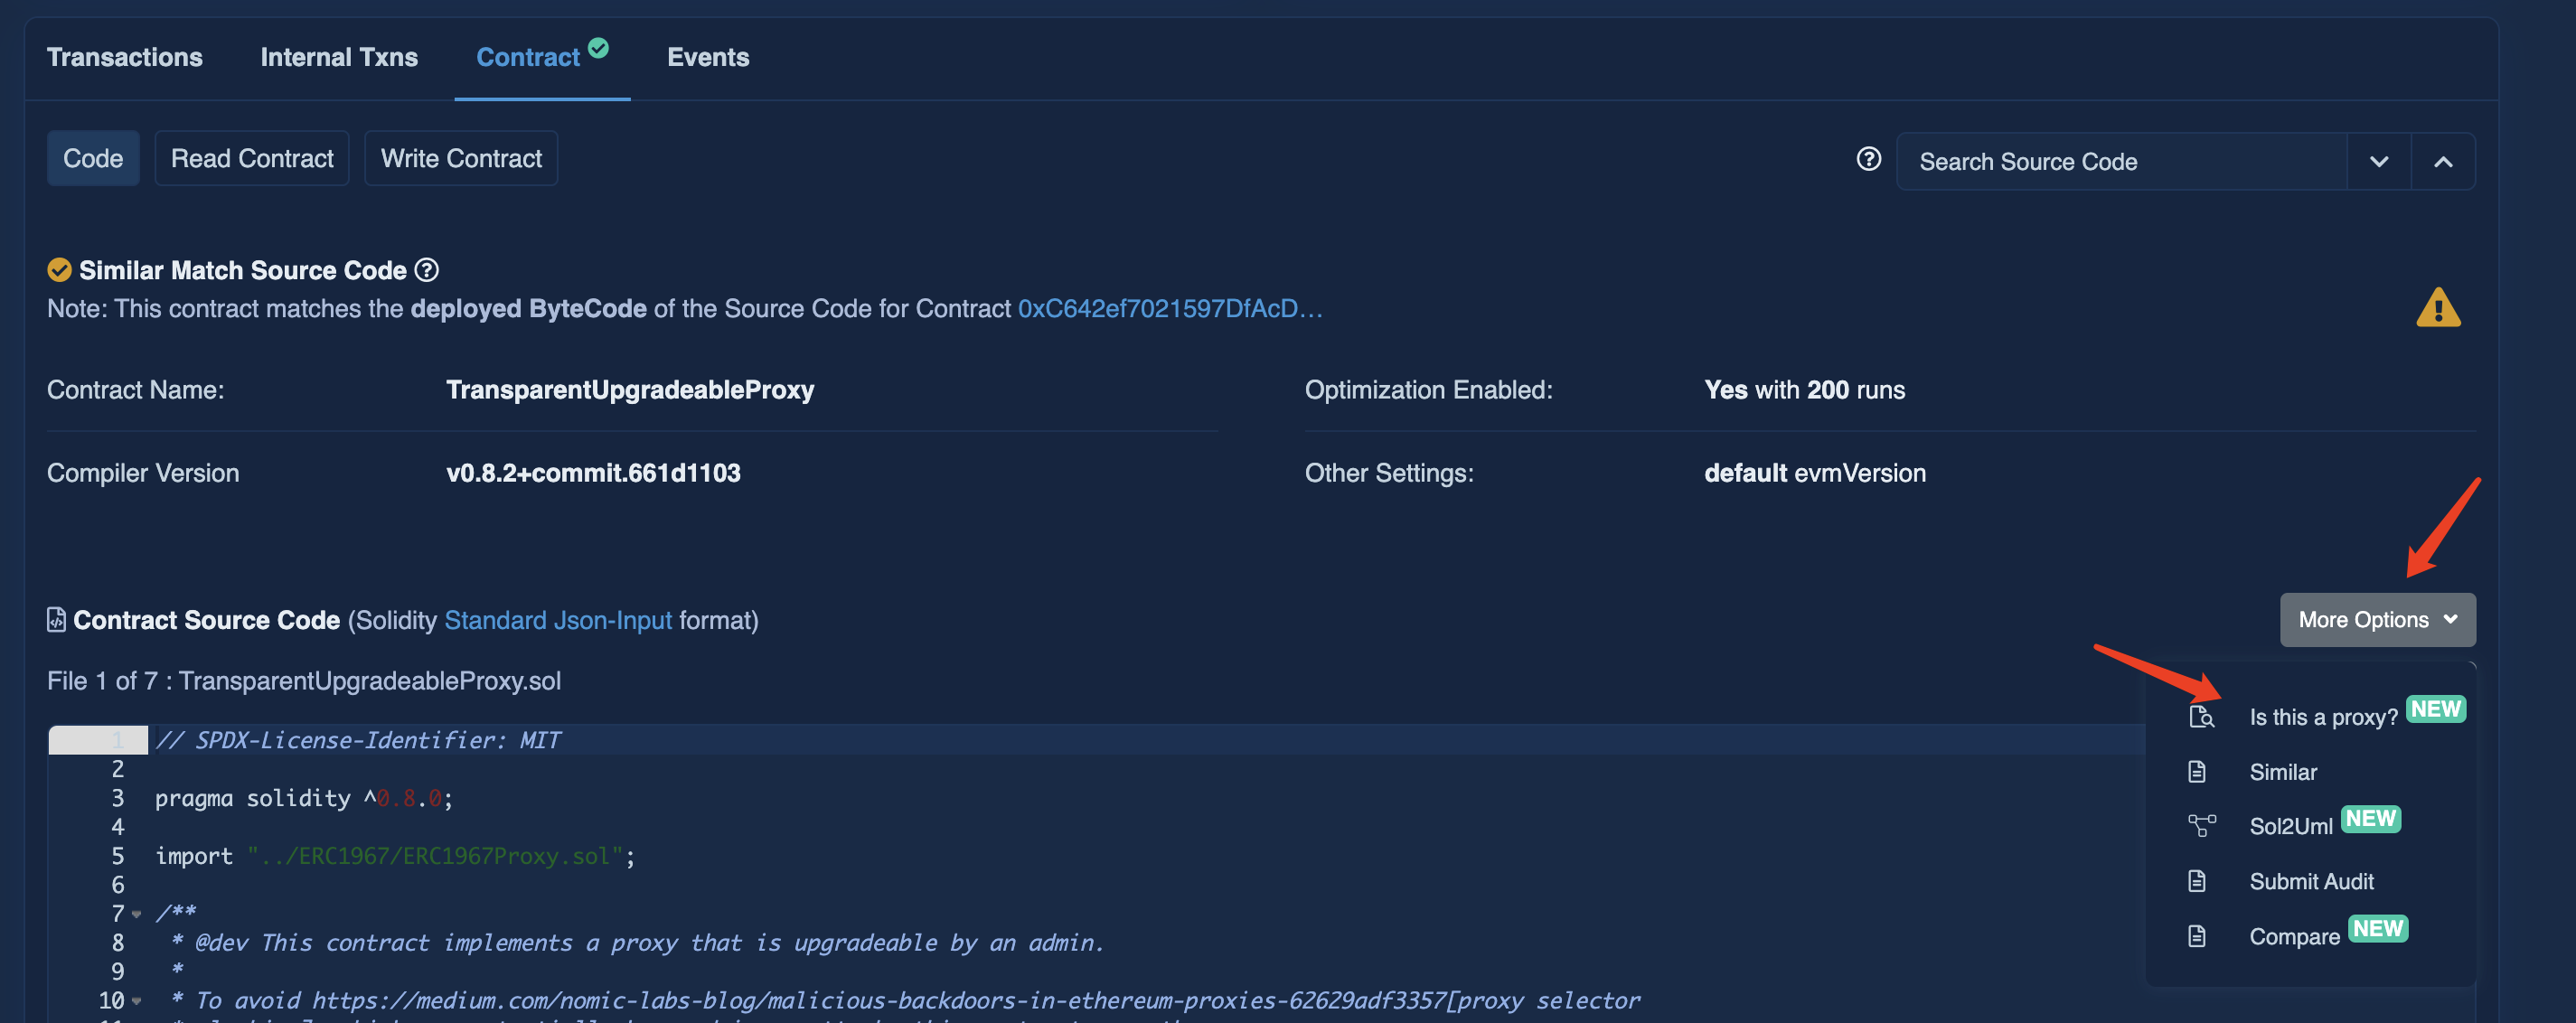 Transactions Internal Txns Contract Events
Code Read Contract Write Contract Search Source Code
Similar Match Source Code
Note: This contract matches the deployed ByteCode of the Source Code for Contract 0xC642ef7021597DfAcD...
Contract Name: TransparentUpgradeableProxy Optimization Enabled: Yes with 200 runs
Compiler Version v0.8.2+commit.661d1103 Other Settings: default evmVersion
Contract Source Code (Solidity Standard Json-Input format) More Options
File 1 of 7 : TransparentUpgradeableProxy.sol
Is this a proxy? NEW
Similar
Sol2Uml NEW
Submit Audit
Compare NEW
1 // SPDX-License-Identifier: MIT
2
3 pragma solidity ^0.8.0;
4
5 import "../ERC1967/ERC1967Proxy.sol";
6
7 /**
8 * @dev This contract implements a proxy that is upgradeable by an admin.
9 *
10 * To avoid https://medium.com/nomic-labs-blog/malicious-backdoors-in-ethereum-proxies-62629adf3357[proxy selector